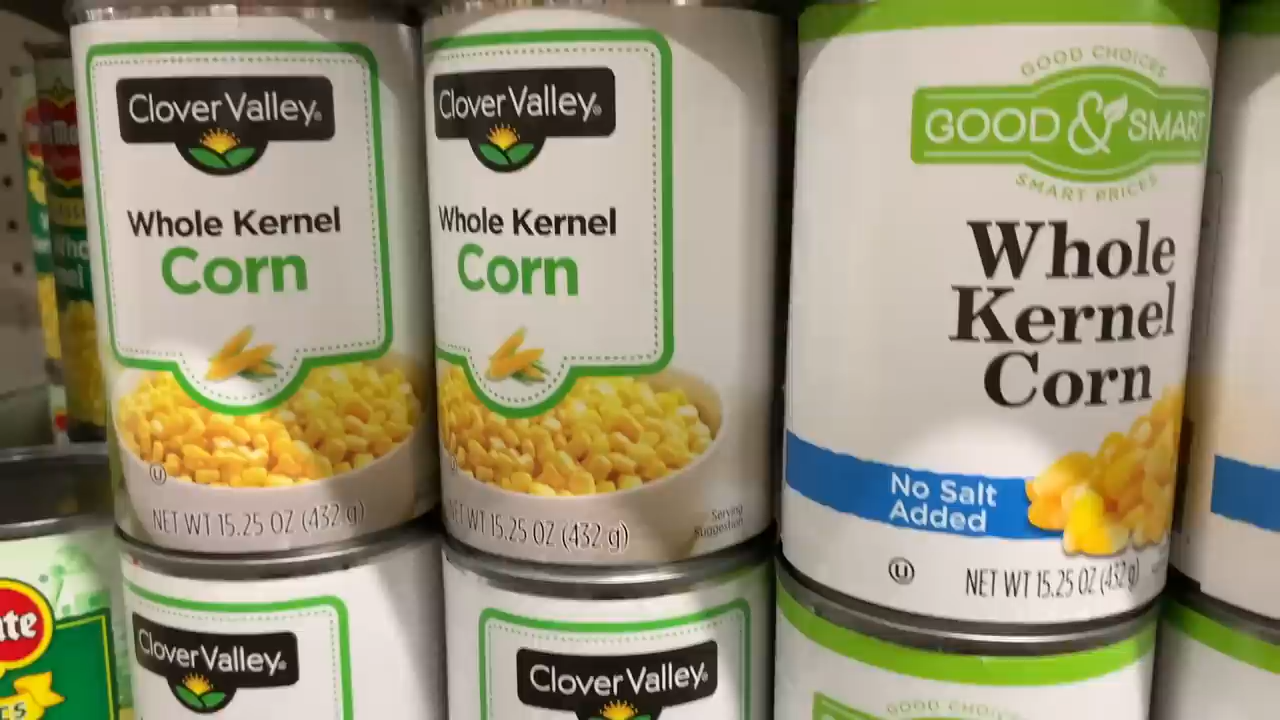 Clover Valley®
Whole Kernel
Corn
NET WT 15.25 OZ (432 g)
Clover Valley®
Whole Kernel
Corn
NET WT 15.25 OZ (432 g)
Serving
Suggestion
GOOD CHOICES
GOOD & SMART
SMART PRICES
Whole
Kernel
Corn
No Salt
Added
U
NET WT 15.25 OZ (432 g)
Clover Valley®
Clover Valley®
GOOD CHOICES